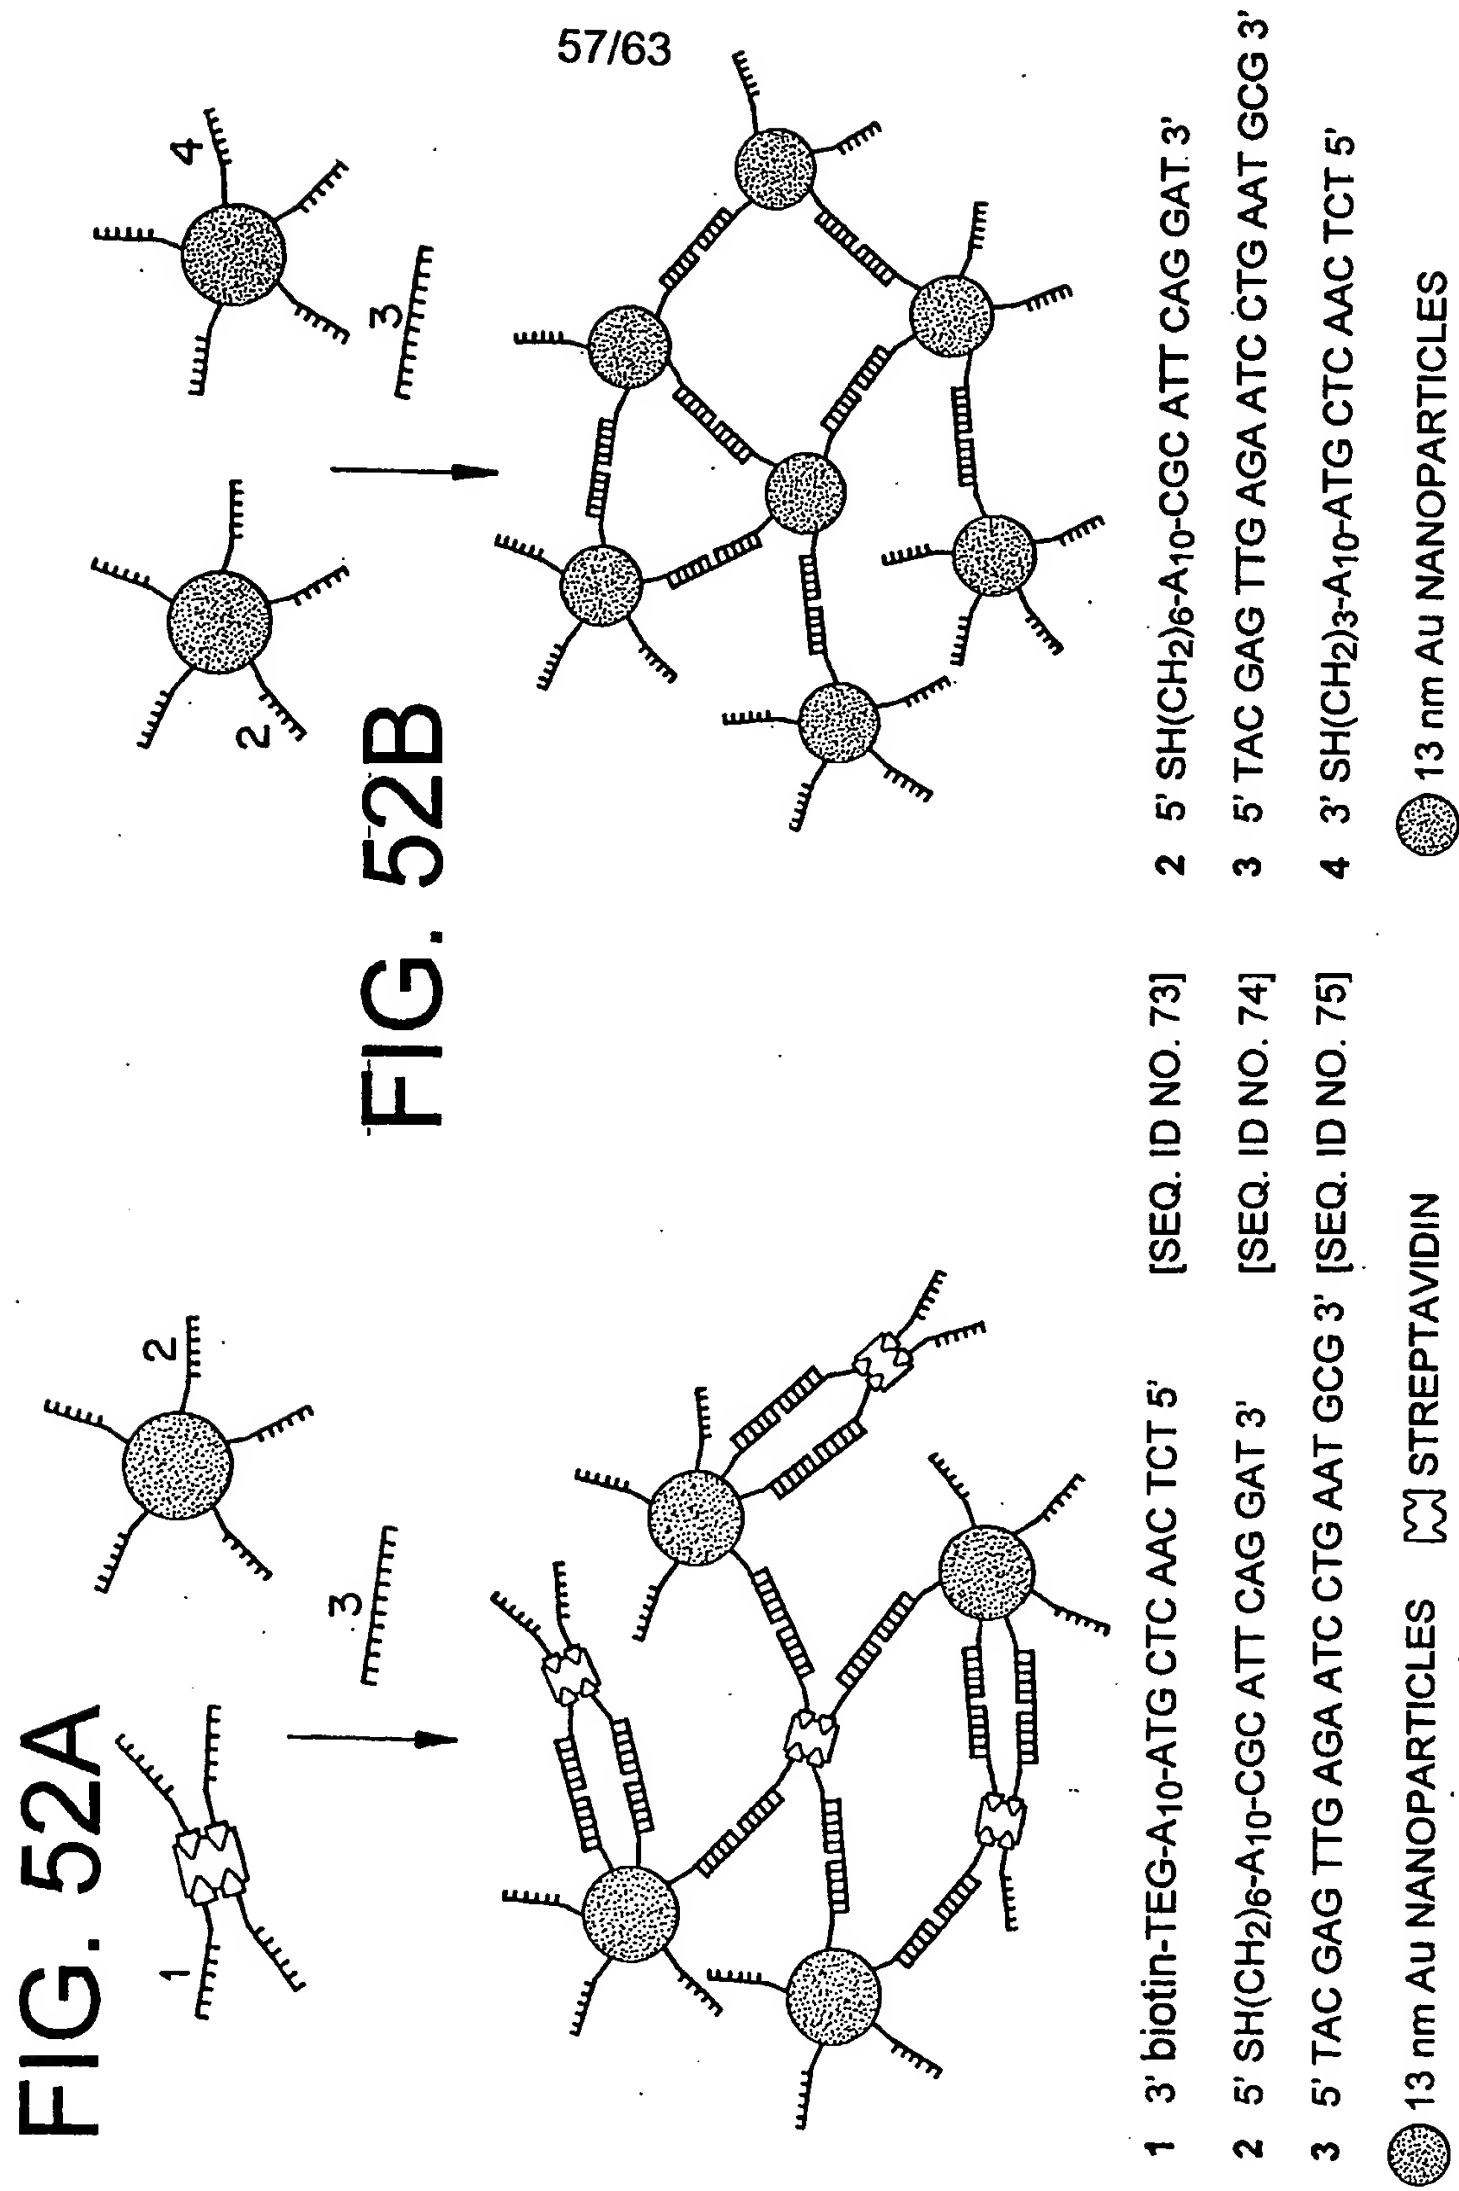 57/63
FIG. 52A
1
2
3
1 3' biotin-TEG-A10-ATG CTC AAC TCT 5' [SEQ. ID NO. 73]
2 5' SH(CH2)6-A10-CGC ATT CAG GAT 3' [SEQ. ID NO. 74]
3 5' TAC GAG TTG AGA ATC CTG AAT GCG 3' [SEQ. ID NO. 75]
13 nm Au NANOPARTICLES STREPTAVIDIN
FIG. 52B
2
4
3
2 5' SH(CH2)6-A10-CGC ATT CAG GAT 3'
3 5' TAC GAG TTG AGA ATC CTG AAT GCG 3'
4 3' SH(CH2)3-A10-ATG CTC AAC TCT 5'
13 nm Au NANOPARTICLES